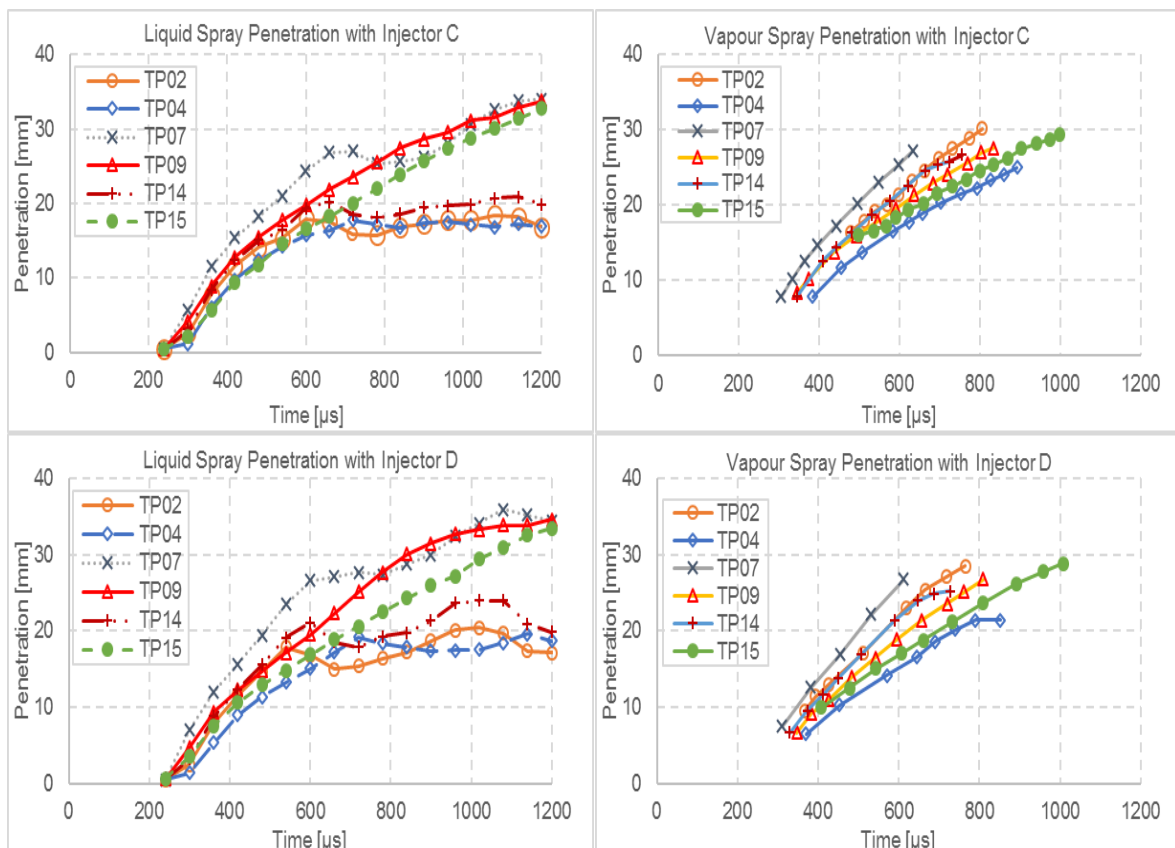 Liquid Spray Penetration with Injector C
Penetration [mm]
40
30
20
10
0
TP02
TP04
TP07
TP09
TP14
TP15
0 200 400 600 800 1000 1200
Time [µs]
Vapour Spray Penetration with Injector C
Penetration [mm]
40
30
20
10
0
TP02
TP04
TP07
TP09
TP14
TP15
0 200 400 600 800 1000 1200
Time [µs]
Liquid Spray Penetration with Injector D
Penetration [mm]
40
30
20
10
0
TP02
TP04
TP07
TP09
TP14
TP15
0 200 400 600 800 1000 1200
Time [µs]
Vapour Spray Penetration with Injector D
Penetration [mm]
40
30
20
10
0
TP02
TP04
TP07
TP09
TP14
TP15
0 200 400 600 800 1000 1200
Time [µs]